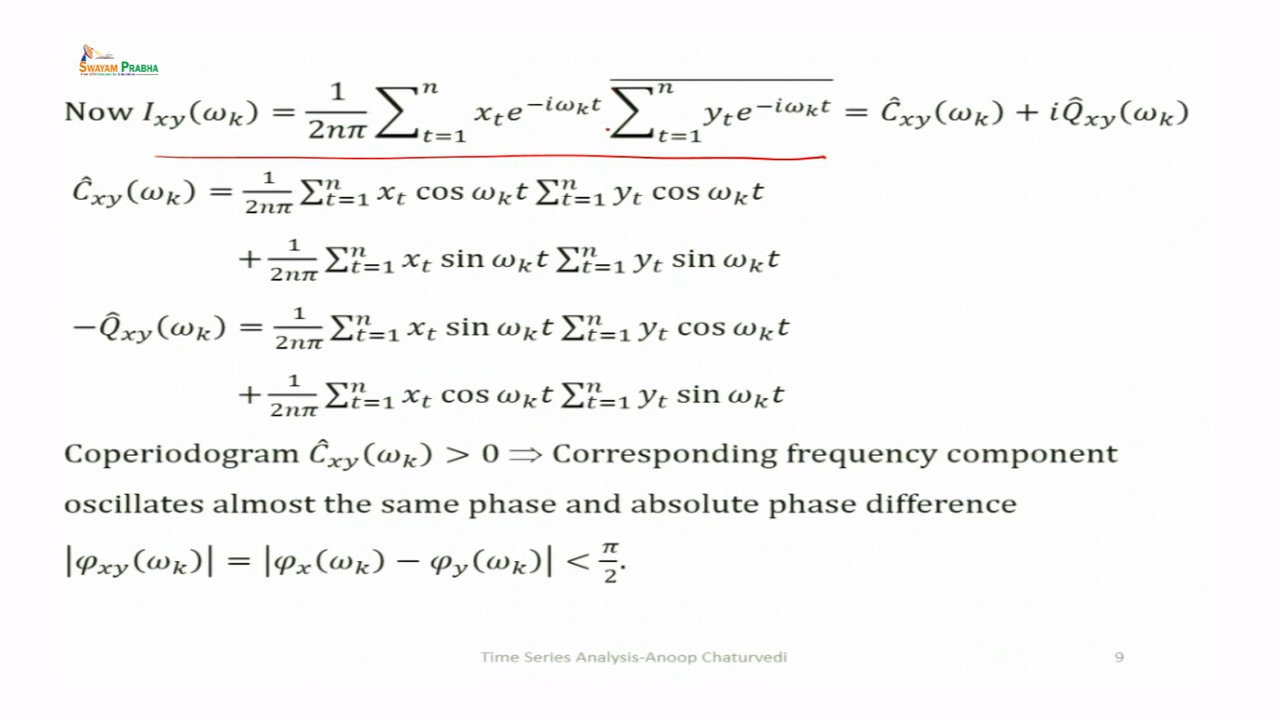 SWAYAM PRABHA
Now I_{xy}(ω_k) = \frac{1}{2nπ} \sum_{t=1}^{n} x_t e^{-iω_k t} \overline{\sum_{t=1}^{n} y_t e^{-iω_k t}} = Ĉ_{xy}(ω_k) + iQ̂_{xy}(ω_k)
Ĉ_{xy}(ω_k) = \frac{1}{2nπ} \sum_{t=1}^{n} x_t cos ω_k t \sum_{t=1}^{n} y_t cos ω_k t
+ \frac{1}{2nπ} \sum_{t=1}^{n} x_t sin ω_k t \sum_{t=1}^{n} y_t sin ω_k t
−Q̂_{xy}(ω_k) = \frac{1}{2nπ} \sum_{t=1}^{n} x_t sin ω_k t \sum_{t=1}^{n} y_t cos ω_k t
+ \frac{1}{2nπ} \sum_{t=1}^{n} x_t cos ω_k t \sum_{t=1}^{n} y_t sin ω_k t
Coperiodogram Ĉ_{xy}(ω_k) > 0 ⟹ Corresponding frequency component
oscillates almost the same phase and absolute phase difference
|φ_{xy}(ω_k)| = |φ_x(ω_k) − φ_y(ω_k)| < \frac{π}{2}.
Time Series Analysis-Anoop Chaturvedi
9